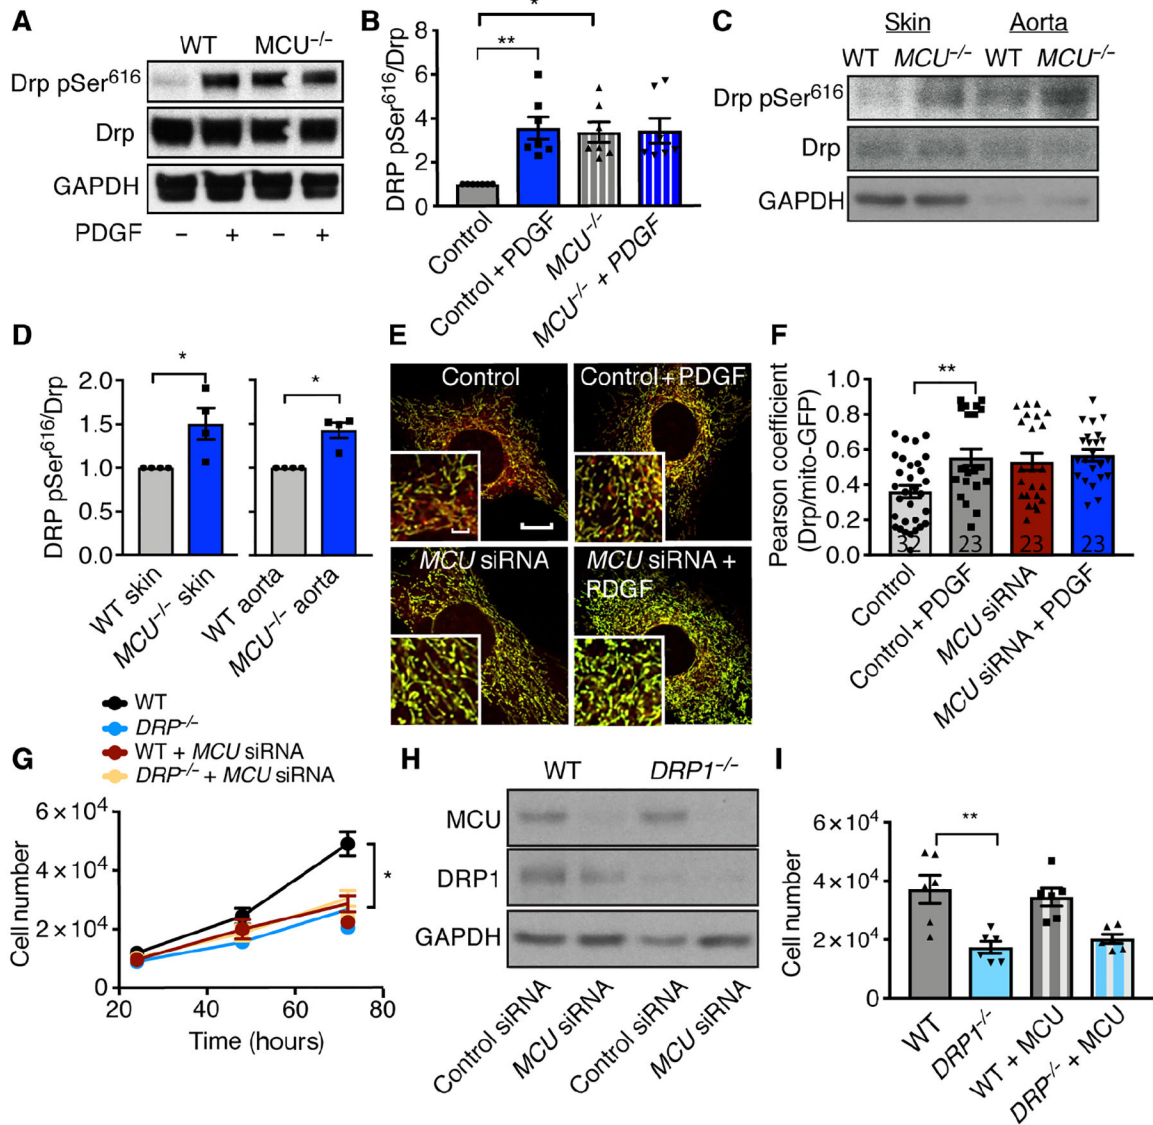 A
WT MCU⁻/⁻
Drp pSer⁶¹⁶
Drp
GAPDH
PDGF − + − +
B
DRP pSer⁶¹⁶/Drp
8
6
4
2
0
*
**
Control
Control + PDGF
MCU⁻/⁻
MCU⁻/⁻ + PDGF
C
Skin Aorta
WT MCU⁻/⁻ WT MCU⁻/⁻
Drp pSer⁶¹⁶
Drp
GAPDH
D
DRP pSer⁶¹⁶/Drp
2.0
1.5
1.0
0.5
0.0
*
*
WT skin
MCU⁻/⁻ skin
WT aorta
MCU⁻/⁻ aorta
E
Control
Control + PDGF
MCU siRNA
MCU siRNA +
PDGF
F
Pearson coefficient
(Drp/mito-GFP)
1.0
0.8
0.6
0.4
0.2
0.0
**
32 23 23 23
Control
Control + PDGF
MCU siRNA
MCU siRNA + PDGF
WT
DRP⁻/⁻
WT + MCU siRNA
DRP⁻/⁻ + MCU siRNA
G
Cell number
6 × 10⁴
4 × 10⁴
2 × 10⁴
0
*
20 40 60 80
Time (hours)
H
WT DRP1⁻/⁻
MCU
DRP1
GAPDH
Control siRNA
MCU siRNA
Control siRNA
MCU siRNA
I
Cell number
6 × 10⁴
4 × 10⁴
2 × 10⁴
0
**
WT
DRP1⁻/⁻
WT + MCU
DRP⁻/⁻ + MCU